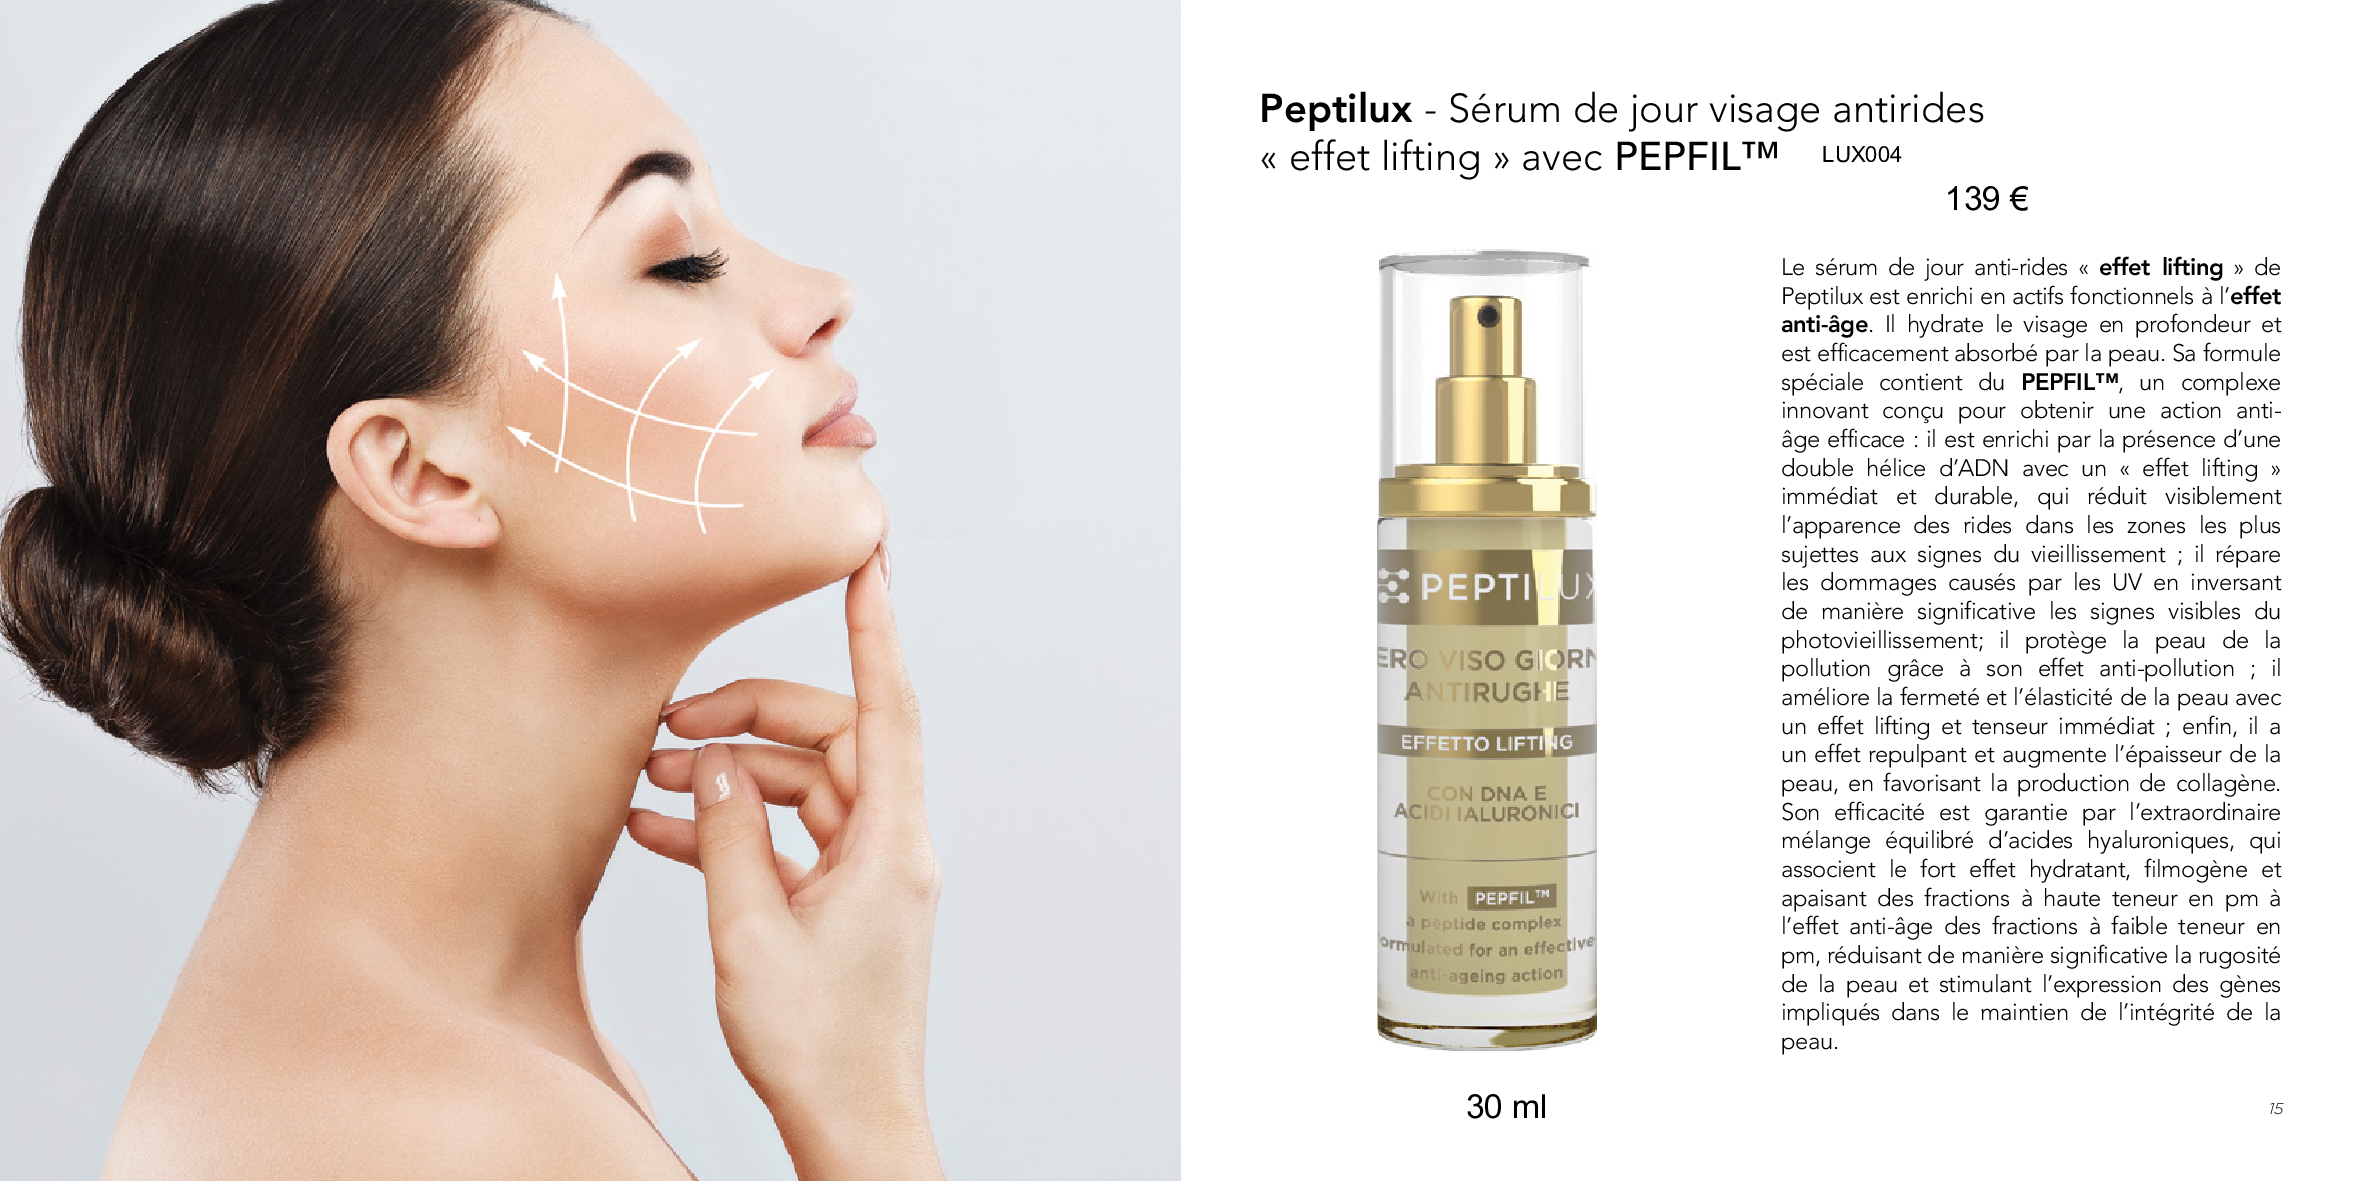 Peptilux - Sérum de jour visage antirides
« effet lifting » avec PEPFIL™ LUX004
139 €
PEPTILUX
ERO VISO GIORN
ANTIRUGHE
EFFETTO LIFTING
CON DNA E
ACIDI IALURONICI
With PEPFIL™
a peptide complex
ormulated for an effective
anti-ageing action
30 ml
Le sérum de jour anti-rides « effet lifting » de
Peptilux est enrichi en actifs fonctionnels à l’effet
anti-âge. Il hydrate le visage en profondeur et
est efficacement absorbé par la peau. Sa formule
spéciale contient du PEPFIL™, un complexe
innovant conçu pour obtenir une action anti-
âge efficace : il est enrichi par la présence d’une
double hélice d’ADN avec un « effet lifting »
immédiat et durable, qui réduit visiblement
l’apparence des rides dans les zones les plus
sujettes aux signes du vieillissement ; il répare
les dommages causés par les UV en inversant
de manière significative les signes visibles du
photovieillissement; il protège la peau de la
pollution grâce à son effet anti-pollution ; il
améliore la fermeté et l’élasticité de la peau avec
un effet lifting et tenseur immédiat ; enfin, il a
un effet repulpant et augmente l’épaisseur de la
peau, en favorisant la production de collagène.
Son efficacité est garantie par l’extraordinaire
mélange équilibré d’acides hyaluroniques, qui
associent le fort effet hydratant, filmogène et
apaisant des fractions à haute teneur en pm à
l’effet anti-âge des fractions à faible teneur en
pm, réduisant de manière significative la rugosité
de la peau et stimulant l’expression des gènes
impliqués dans le maintien de l’intégrité de la
peau.
15